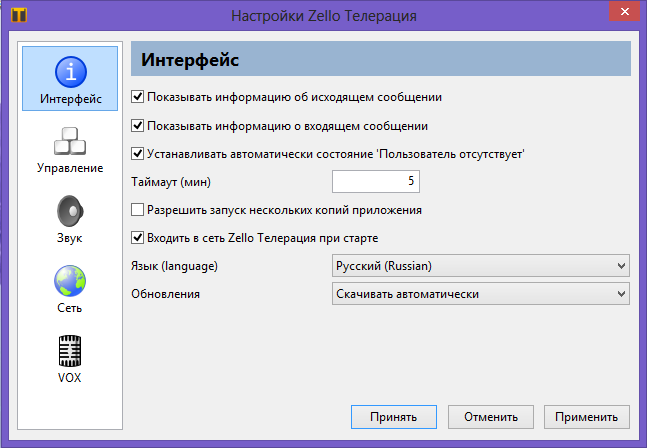 Настройки Zello Телерация
Интерфейс
Управление
Звук
Сеть
VOX
Интерфейс
Показывать информацию об исходящем сообщении
Показывать информацию о входящем сообщении
Устанавливать автоматически состояние 'Пользователь отсутствует'
Таймаут (мин) 5
Разрешить запуск нескольких копий приложения
Входить в сеть Zello Телерация при старте
Язык (language) Русский (Russian)
Обновления Скачивать автоматически
Принять Отменить Применить